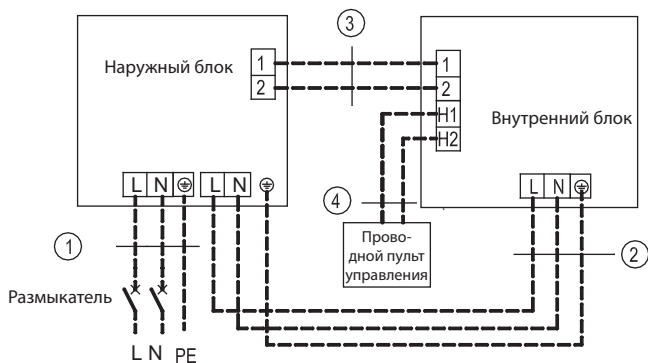 3
Наружный блок
1
2
1
2
H1
H2
Внутренний блок
L N
L N
L N
4
Прово-
дной пульт
управления
1
2
Размыкатель
L N PE